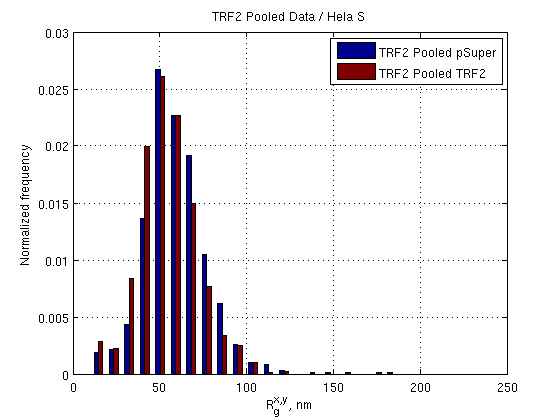 TRF2 Pooled Data / Hela S
0.03
TRF2 Pooled pSuper
TRF2 Pooled TRF2
0.025
0.02
0.015
0.01
0.005
0
Normalized frequency
0 50 100 150 200 250
R_g^{x,y}, nm